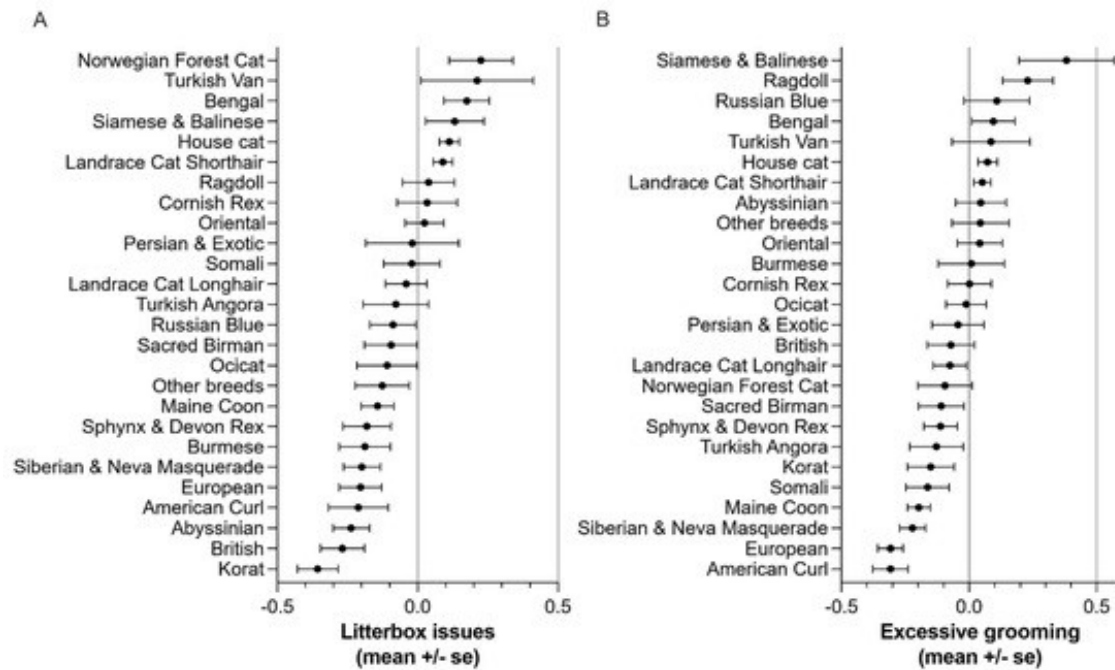 A
Norwegian Forest Cat
Turkish Van
Bengal
Siamese & Balinese
House cat
Landrace Cat Shorthair
Ragdoll
Cornish Rex
Oriental
Persian & Exotic
Somali
Landrace Cat Longhair
Turkish Angora
Russian Blue
Sacred Birman
Ocicat
Other breeds
Maine Coon
Sphynx & Devon Rex
Burmese
Siberian & Neva Masquerade
European
American Curl
Abyssinian
British
Korat
-0.5 0.0 0.5
Litterbox issues
(mean +/- se)
B
Siamese & Balinese
Ragdoll
Russian Blue
Bengal
Turkish Van
House cat
Landrace Cat Shorthair
Abyssinian
Other breeds
Oriental
Burmese
Cornish Rex
Ocicat
Persian & Exotic
British
Landrace Cat Longhair
Norwegian Forest Cat
Sacred Birman
Sphynx & Devon Rex
Turkish Angora
Korat
Somali
Maine Coon
Siberian & Neva Masquerade
European
American Curl
-0.5 0.0 0.5
Excessive grooming
(mean +/- se)